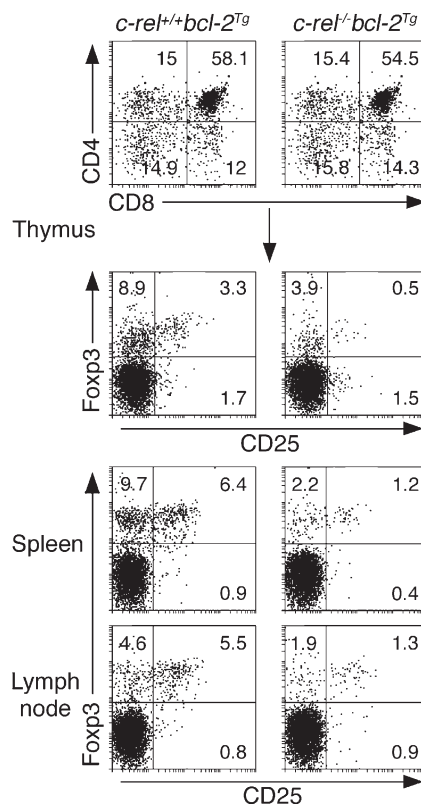 c-rel+/+bcl-2Tg c-rel-/-bcl-2Tg
15 58.1 15.4 54.5
CD4
14.9 12 15.8 14.3
CD8
Thymus
8.9 3.3 3.9 0.5
Foxp3
1.7 1.5
CD25
9.7 6.4 2.2 1.2
Spleen
0.9 0.4
4.6 5.5 1.9 1.3
Lymph
node
Foxp3
0.8 0.9
CD25